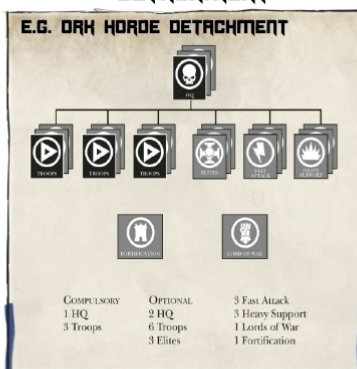 E.G. ORK HORDE DETACHMENT
HQ
TROOPS
TROOPS
TROOPS
ELITES
FAST
ATTACK
HEAVY
SUPPORT
FORTIFICATION
LORD OF WAR
COMPULSORY
1 HQ
3 Troops
OPTIONAL
2 HQ
6 Troops
3 Elites
3 Fast Attack
3 Heavy Support
1 Lords of War
1 Fortification